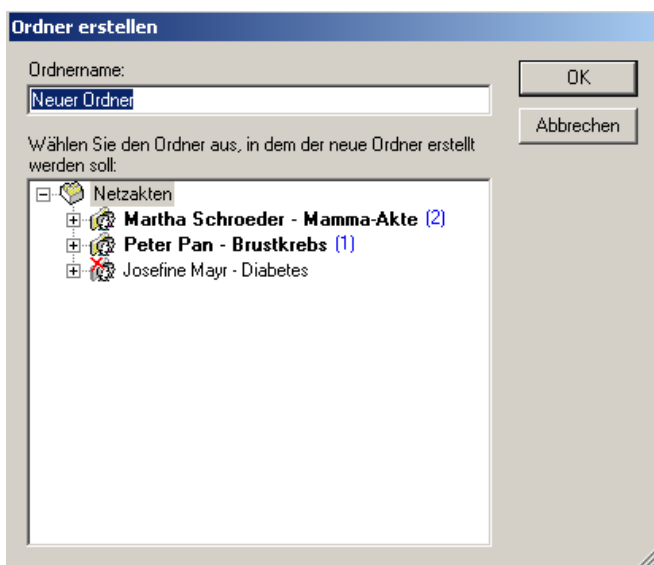 Ordner erstellen
Ordnername:
OK
Neuer Ordner
Abbrechen
Wählen Sie den Ordner aus, in dem der neue Ordner erstellt
werden soll:
Netzakten
Martha Schroeder - Mamma-Akte (2)
Peter Pan - Brustkrebs (1)
Josefine Mayr - Diabetes